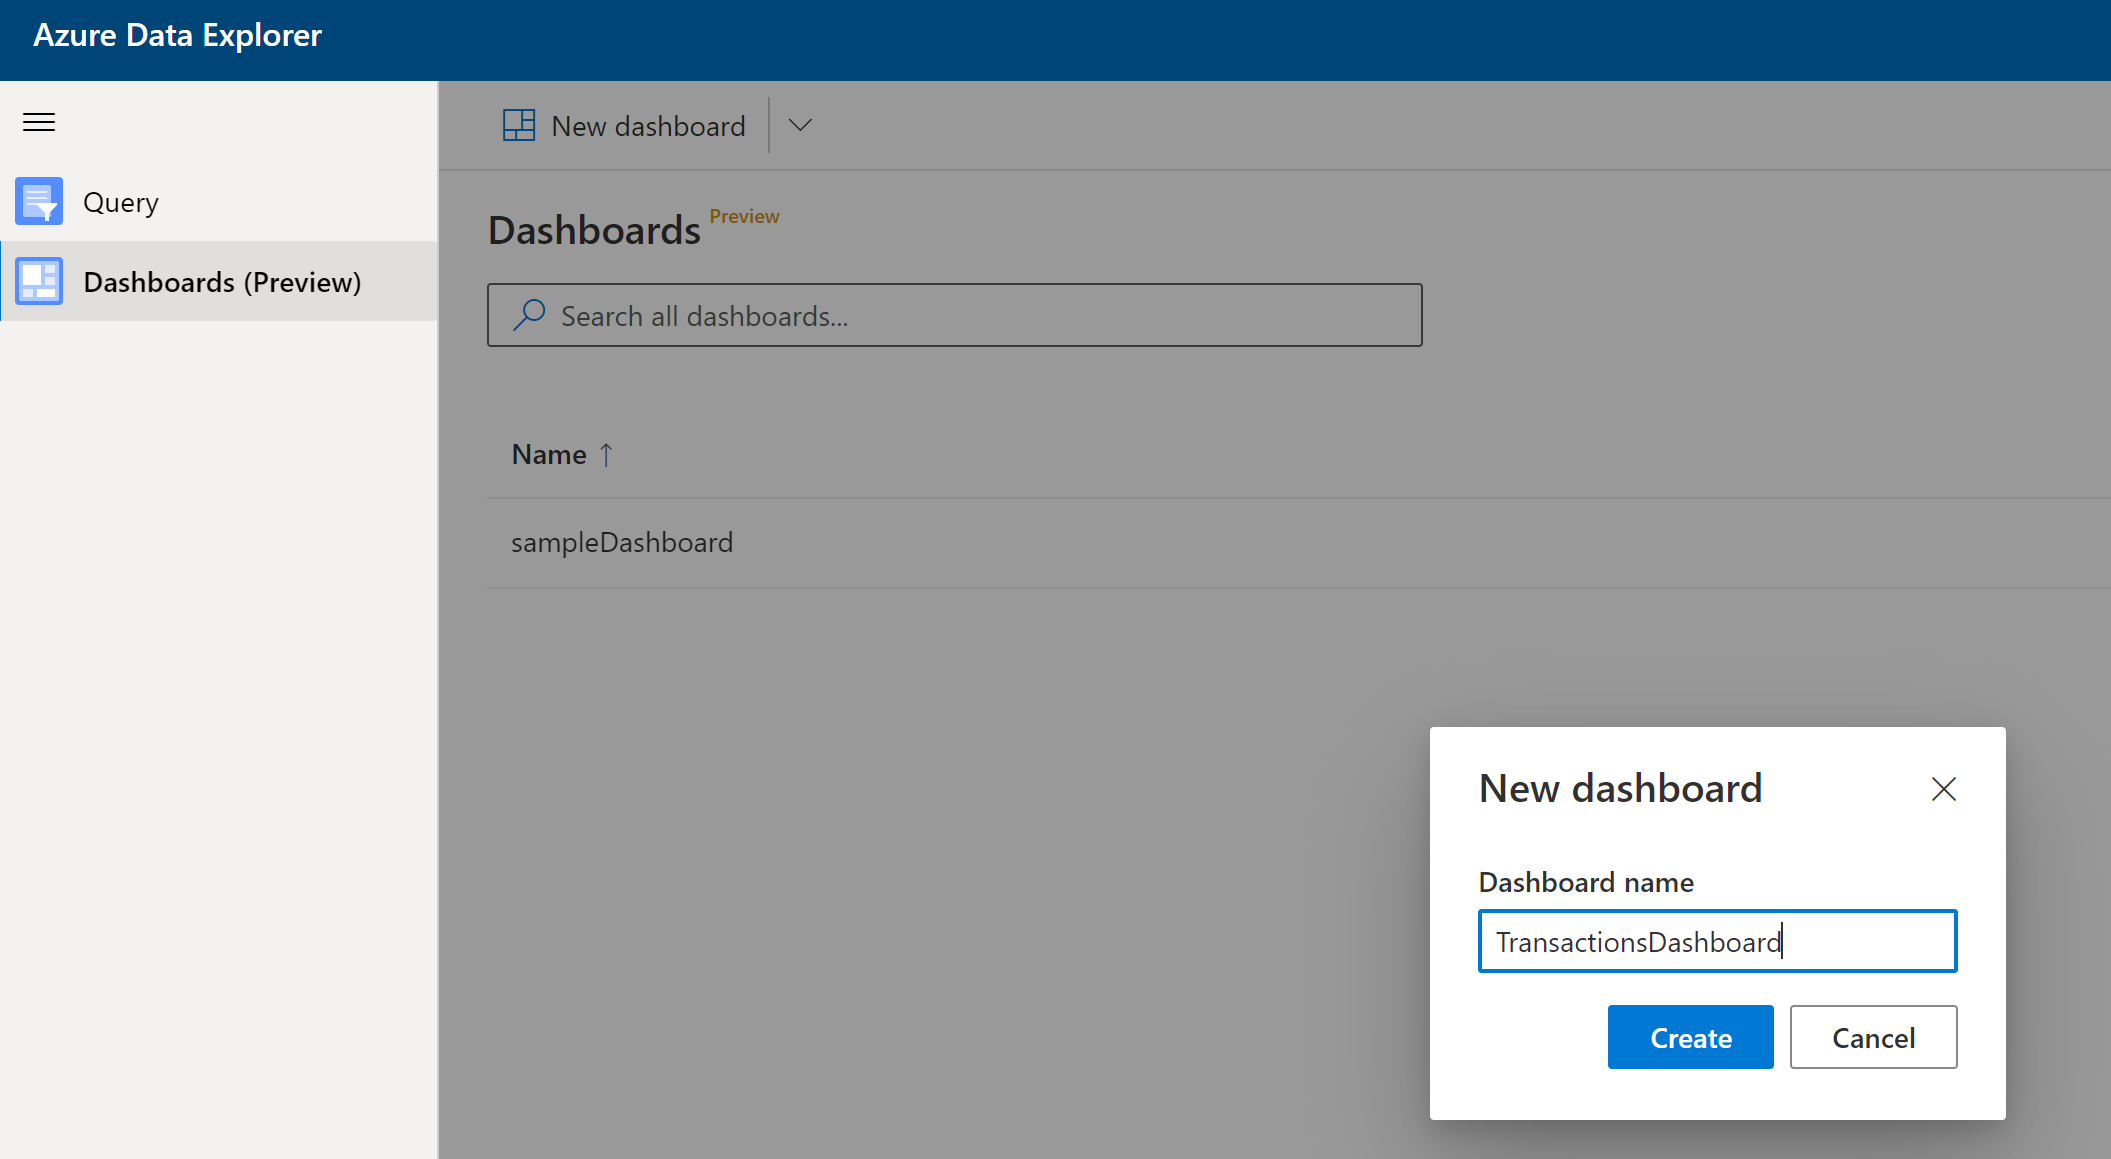 Azure Data Explorer
Query
Dashboards (Preview)
New dashboard
Dashboards Preview
Search all dashboards...
Name ↑
sampleDashboard
New dashboard
Dashboard name
TransactionsDashboard
Create
Cancel